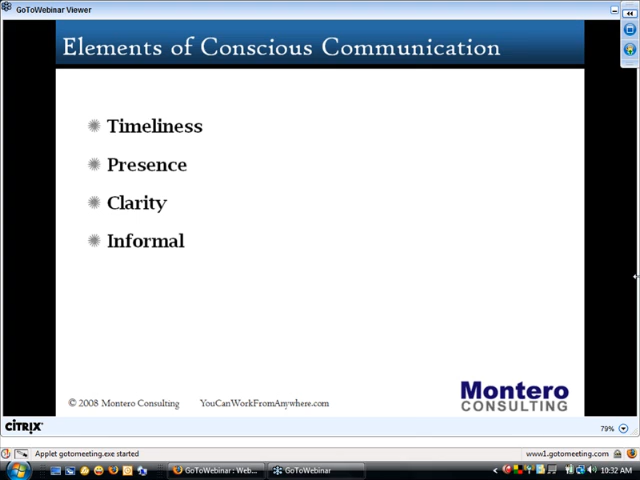 GoToWebinar Viewer
Elements of Conscious Communication
Timeliness
Presence
Clarity
Informal
© 2008 Montero Consulting YouCanWorkFromAnywhere.com
Montero
CONSULTING
CITRIX
79%
Applet gotomeeting.exe started www1.gotomeeting.com
GoToWebinar : Web... GoToWebinar 10:32 AM